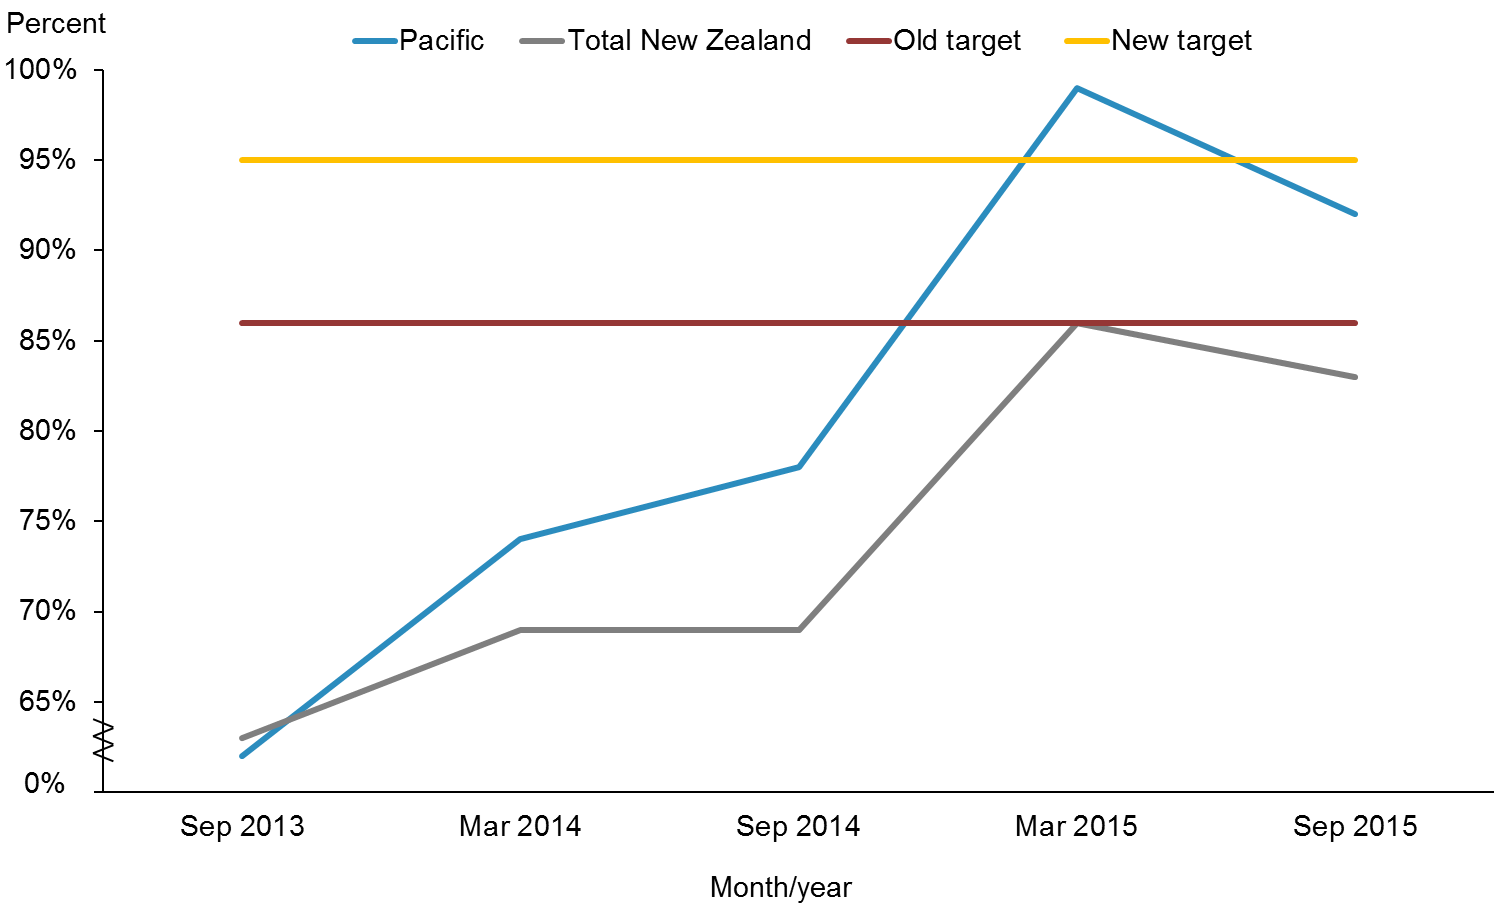 Percent
Pacific Total New Zealand Old target New target
100%
95%
90%
85%
80%
75%
70%
65%
0%
Sep 2013 Mar 2014 Sep 2014 Mar 2015 Sep 2015
Month/year